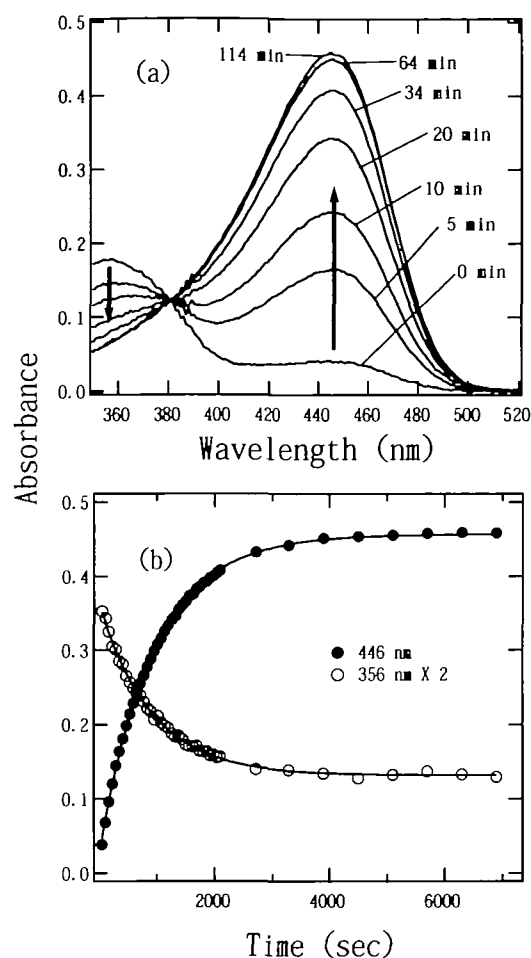 (a)
0.5
0.4
0.3
0.2
0.1
0.0
114 min
64 min
34 min
20 min
10 min
5 min
0 min
360 380 400 420 440 460 480 500 520
Wavelength (nm)
Absorbance
(b)
0.5
0.4
0.3
0.2
0.1
0.0
446 nm
356 nm X 2
2000 4000 6000
Time (sec)